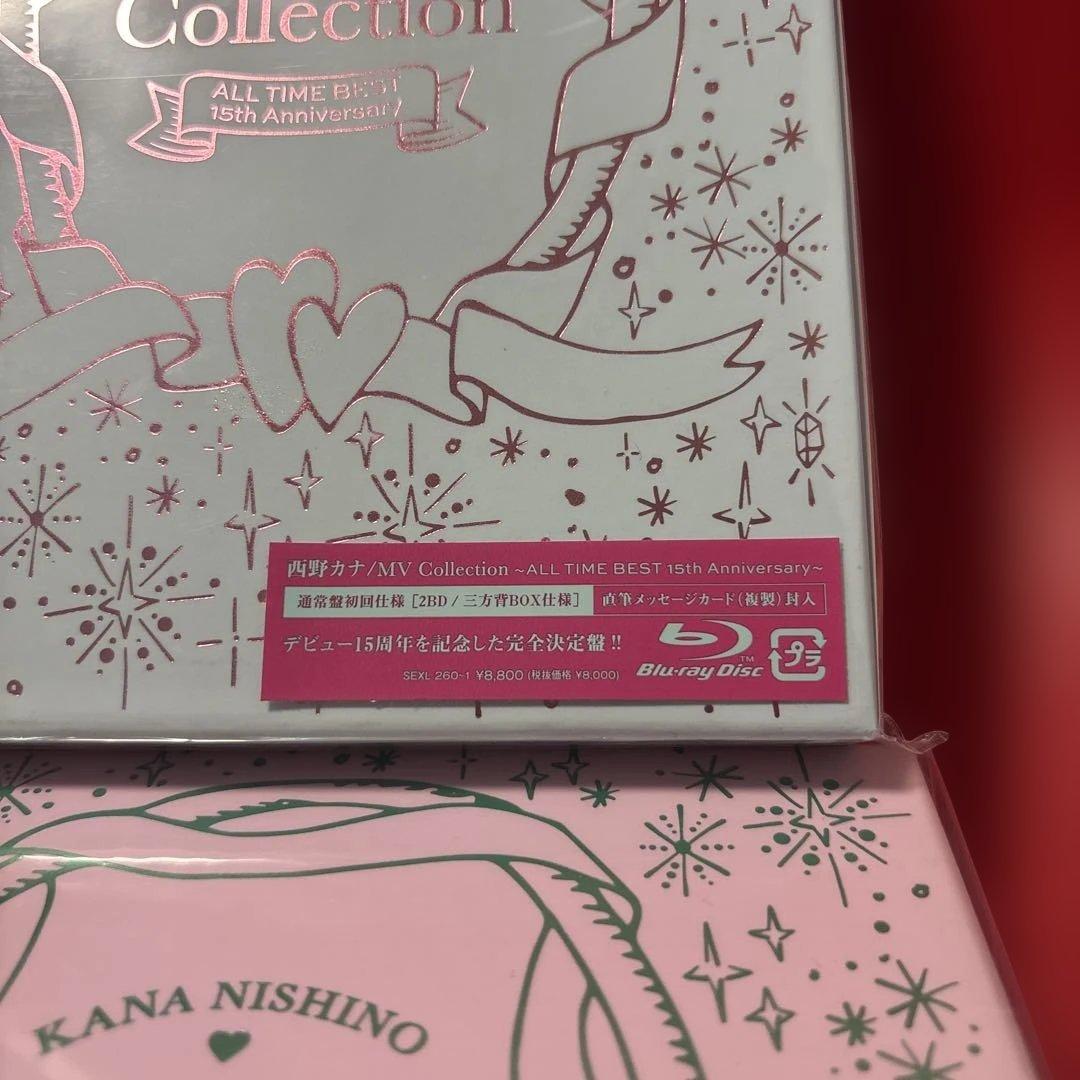 Collection
ALL TIME BEST
15th Anniversary
西野カナ/MV Collection ~ALL TIME BEST 15th Anniversary~
通常盤初回仕様 [2BD / 三方背BOX仕様] 直筆メッセージカード(複製)封入
デビュー15周年を記念した完全決定盤!!
SEXL 260~1 ¥8,800 (税抜価格 ¥8,000)
Blu-ray Disc™
プラ
KANA NISHINO